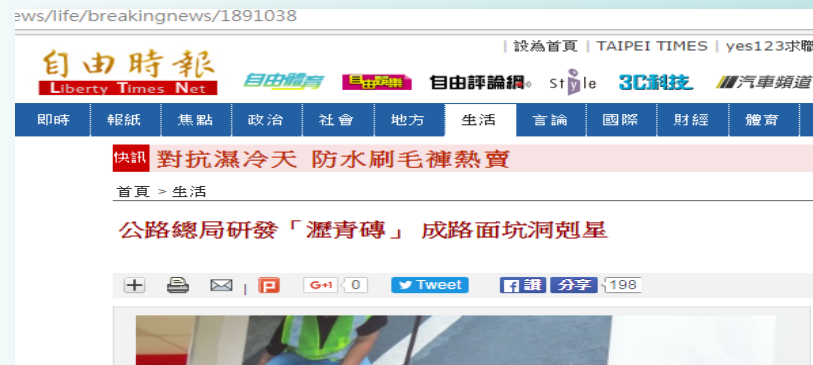 ews/life/breakingnews/1891038
設為首頁 | TAIPEI TIMES | yes123求職
自由時報
Liberty Times Net
自由體育 自由娛樂 自由評論網 Style 3C科技 汽車頻道
即時 報紙 焦點 政治 社會 地方 生活 言論 國際 財經 體育
快訊 對抗濕冷天 防水刷毛褲熱賣
首頁 > 生活
公路總局研發「瀝青磚」 成路面坑洞剋星
G+1 0 Tweet 讚 分享 198